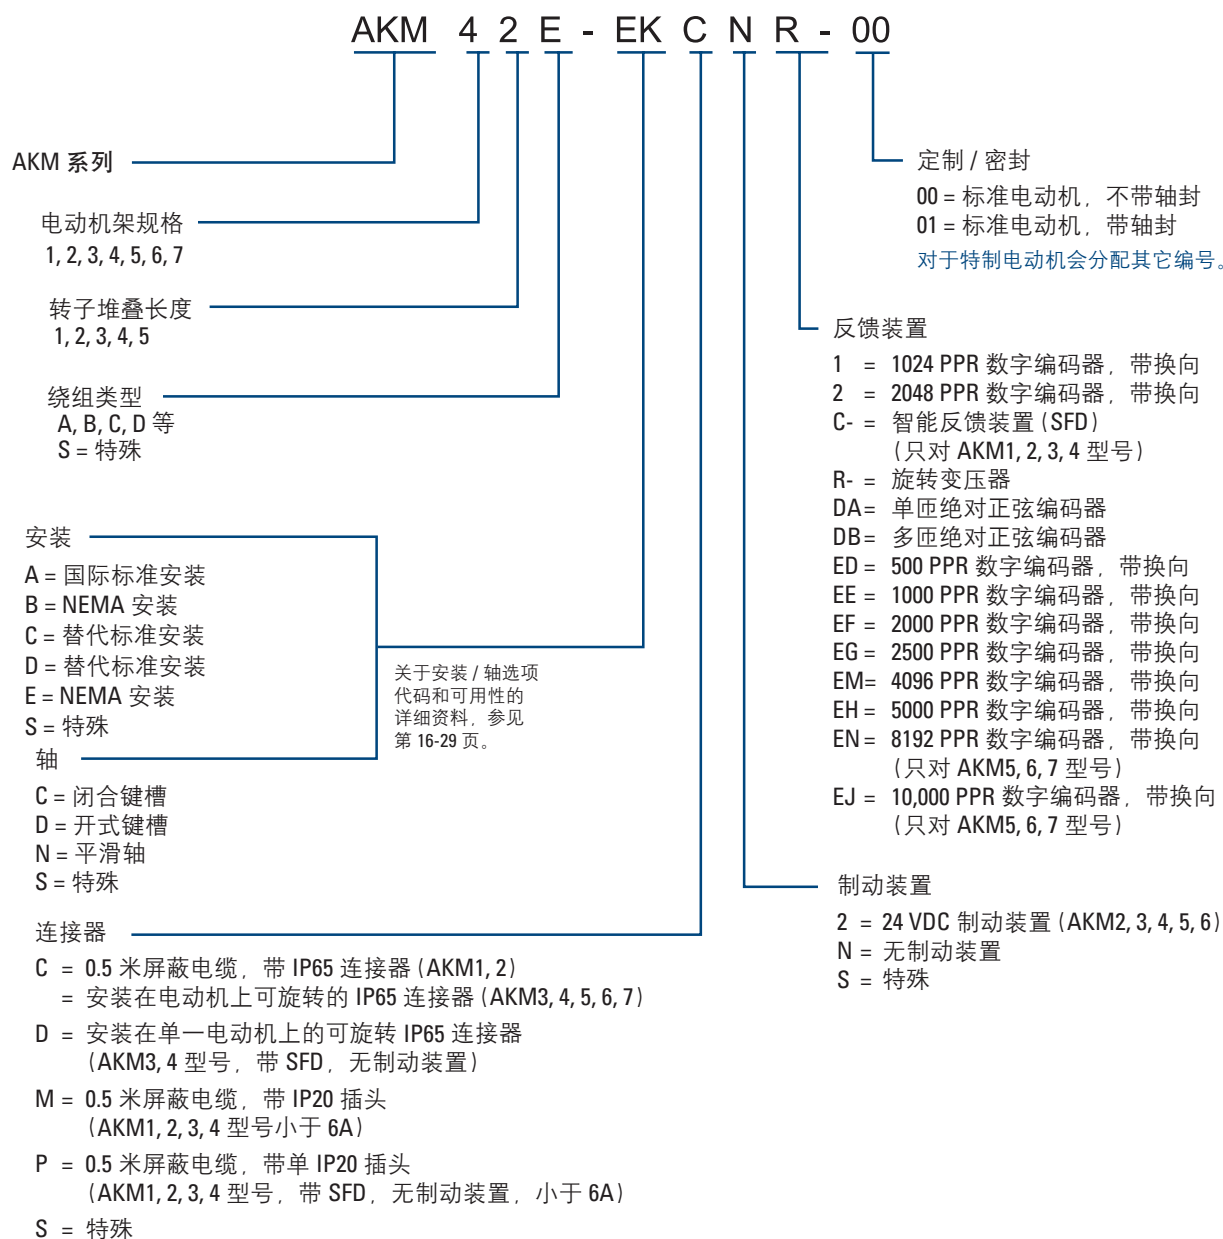 AKM 4 2 E - EK C N R - 00
AKM 系列
电动机架规格
1, 2, 3, 4, 5, 6, 7
转子堆叠长度
1, 2, 3, 4, 5
绕组类型
A, B, C, D 等
S = 特殊
安装
A = 国际标准安装
B = NEMA 安装
C = 替代标准安装
D = 替代标准安装
E = NEMA 安装
S = 特殊
轴
C = 闭合键槽
D = 开式键槽
N = 平滑轴
S = 特殊
关于安装 / 轴选项
代码和可用性的
详细资料，参见
第 16-29 页。
连接器
C = 0.5 米屏蔽电缆，带 IP65 连接器 (AKM1, 2)
= 安装在电动机上可旋转的 IP65 连接器 (AKM3, 4, 5, 6, 7)
D = 安装在单一电动机上的可旋转 IP65 连接器
(AKM3, 4 型号，带 SFD，无制动装置)
M = 0.5 米屏蔽电缆，带 IP20 插头
(AKM1, 2, 3, 4 型号小于 6A)
P = 0.5 米屏蔽电缆，带单 IP20 插头
(AKM1, 2, 3, 4 型号，带 SFD，无制动装置，小于 6A)
S = 特殊
定制 / 密封
00 = 标准电动机，不带轴封
01 = 标准电动机，带轴封
对于特制电动机会分配其它编号。
反馈装置
1 = 1024 PPR 数字编码器，带换向
2 = 2048 PPR 数字编码器，带换向
C- = 智能反馈装置 (SFD)
(只对 AKM1, 2, 3, 4 型号)
R- = 旋转变压器
DA= 单匝绝对正弦编码器
DB= 多匝绝对正弦编码器
ED = 500 PPR 数字编码器，带换向
EE = 1000 PPR 数字编码器，带换向
EF = 2000 PPR 数字编码器，带换向
EG = 2500 PPR 数字编码器，带换向
EM= 4096 PPR 数字编码器，带换向
EH = 5000 PPR 数字编码器，带换向
EN = 8192 PPR 数字编码器，带换向
(只对 AKM5, 6, 7 型号)
EJ = 10,000 PPR 数字编码器，带换向
(只对 AKM5, 6, 7 型号)
制动装置
2 = 24 VDC 制动装置 (AKM2, 3, 4, 5, 6)
N = 无制动装置
S = 特殊